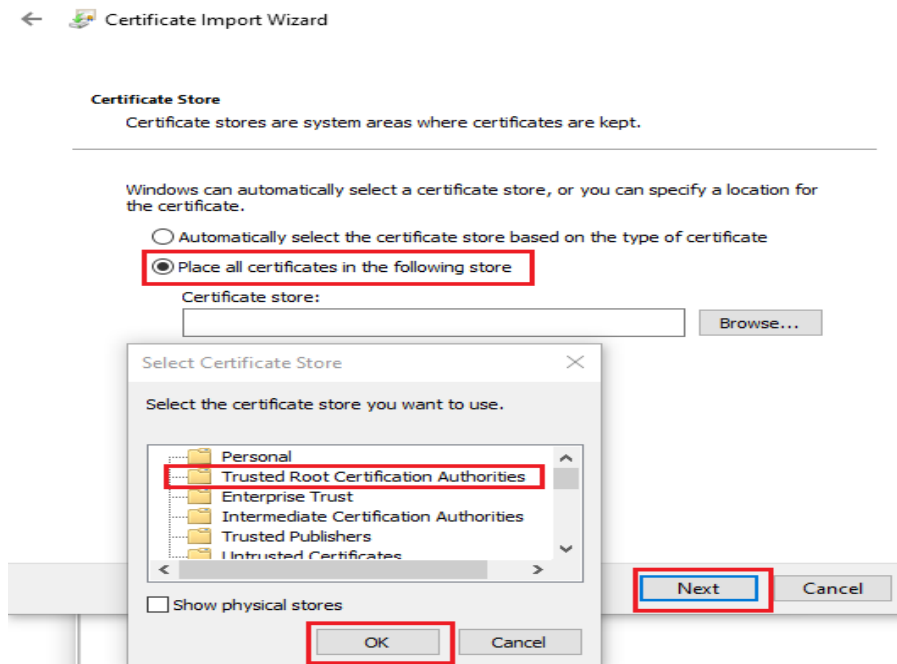 Certificate Import Wizard
Certificate Store
Certificate stores are system areas where certificates are kept.
Windows can automatically select a certificate store, or you can specify a location for
the certificate.
Automatically select the certificate store based on the type of certificate
Place all certificates in the following store
Certificate store:
Browse...
Select Certificate Store
Select the certificate store you want to use.
Personal
Trusted Root Certification Authorities
Enterprise Trust
Intermediate Certification Authorities
Trusted Publishers
Untrusted Certificates
Show physical stores
OK
Cancel
Next
Cancel